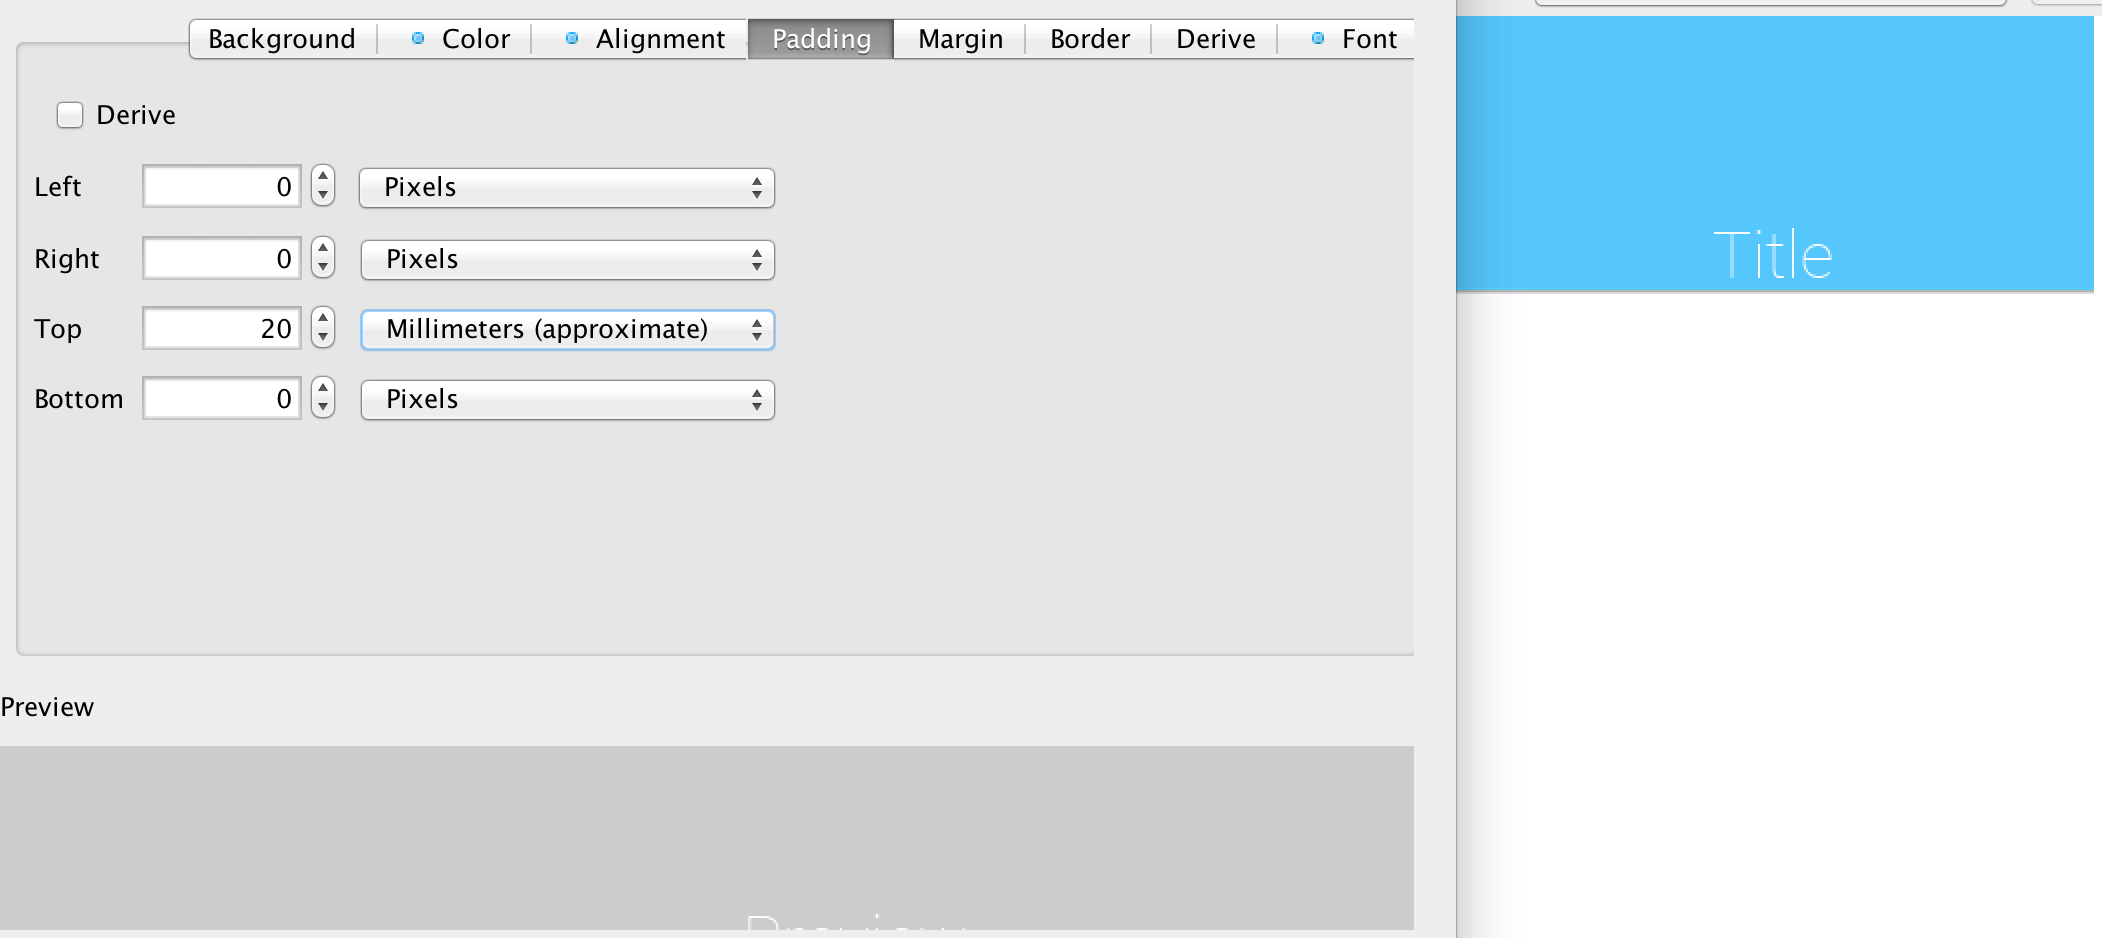 Background Color Alignment Padding Margin Border Derive Font
Derive
Left 0 Pixels
Right 0 Pixels
Top 20 Millimeters (approximate)
Bottom 0 Pixels
Preview
Preview
Title